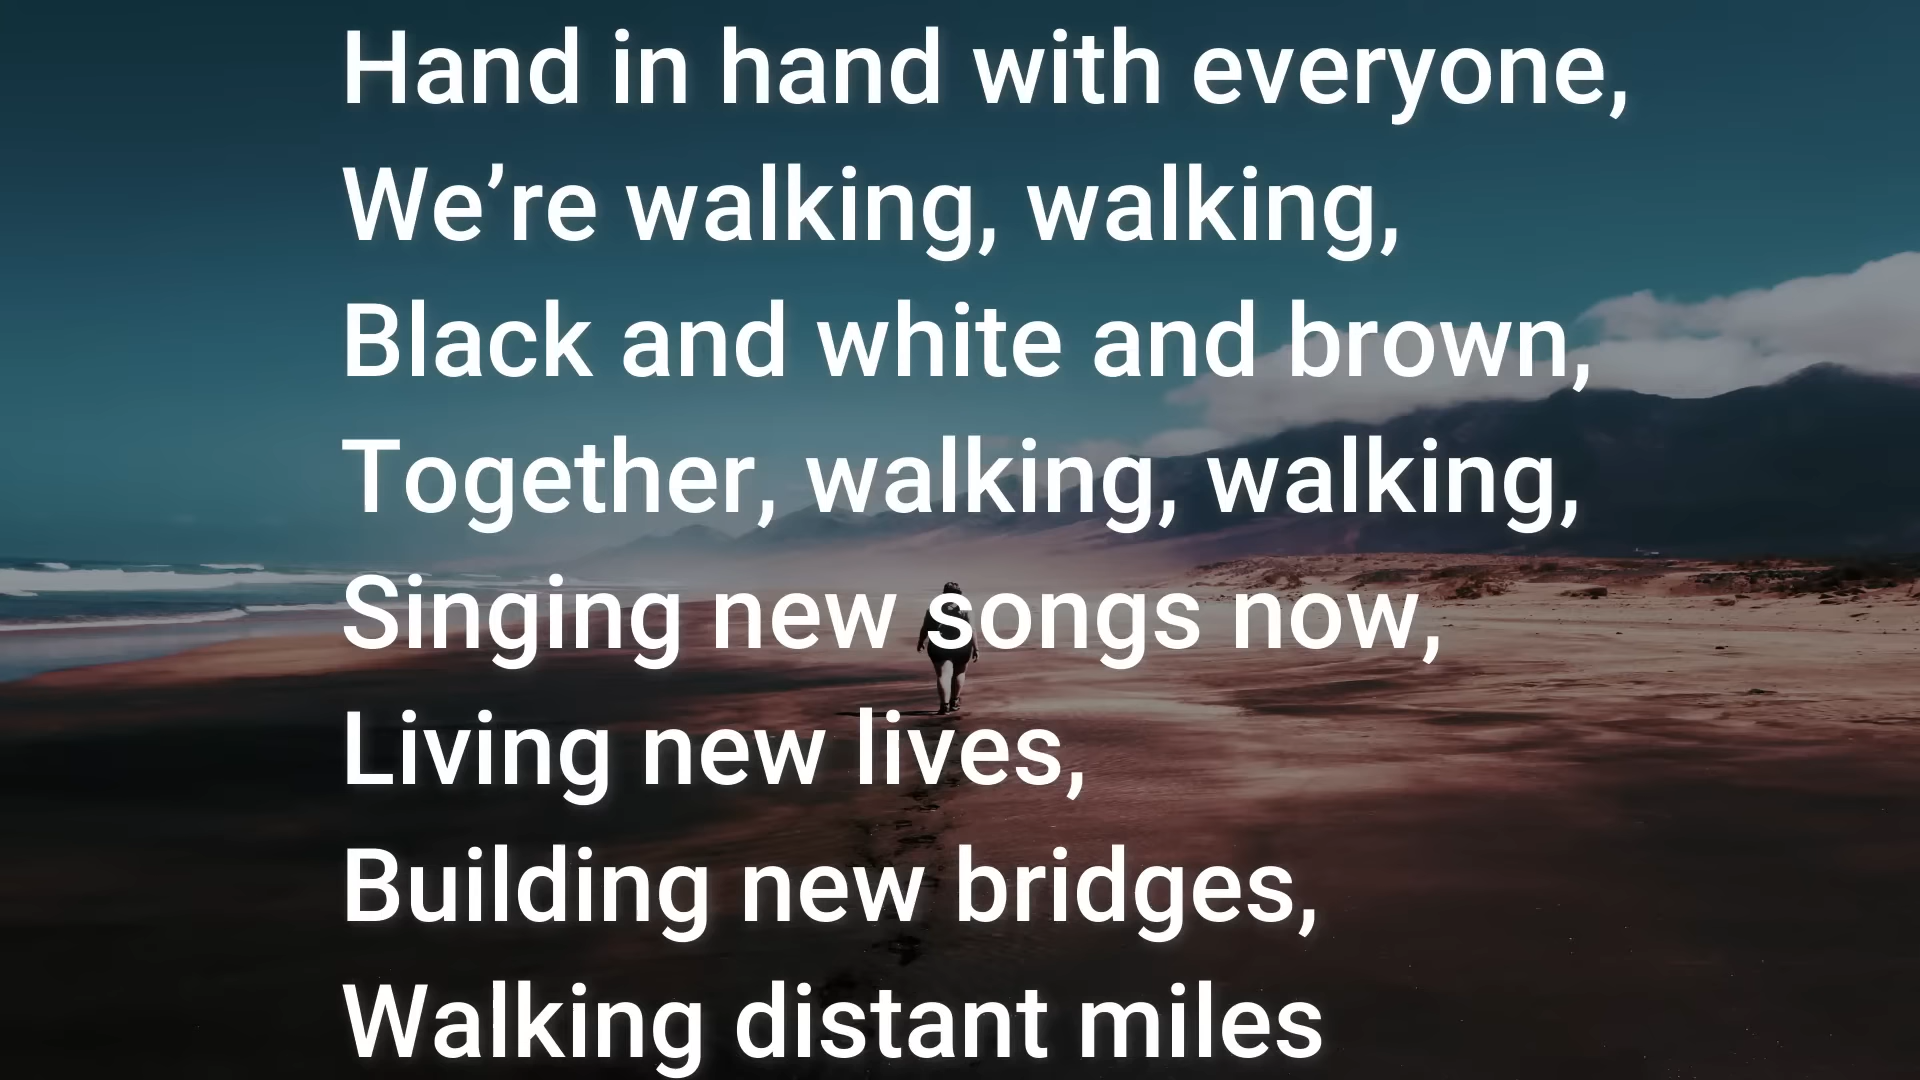 Hand in hand with everyone,
We’re walking, walking,
Black and white and brown,
Together, walking, walking,
Singing new songs now,
Living new lives,
Building new bridges,
Walking distant miles